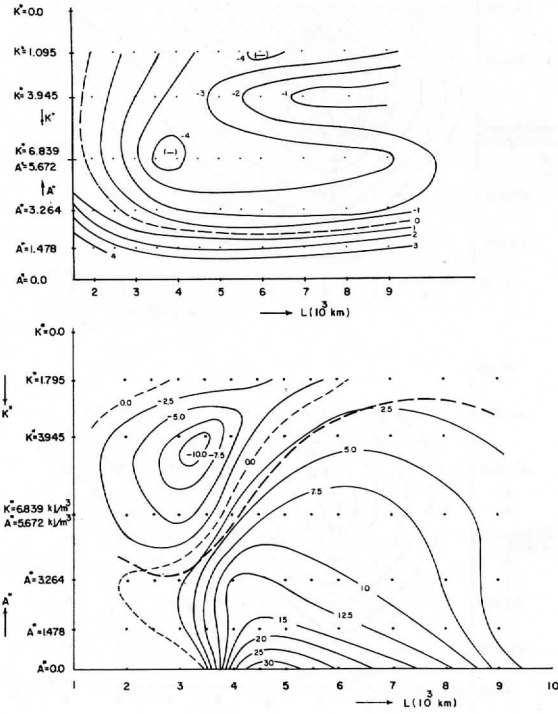 K*=0.0
K*=1.095
-4
(-)
K*=3.945
-3
-2
-1
↓ K*
-4
K*=6.839
(-)
A*=5.672
↑ A*
A*=3.264
-1
0
1
A*=1.478
2
3
4
A*=0.0
2 3 4 5 6 7 8 9
→ L(10³ km)
K*=0.0
K*=1.795
0.0
-2.5
K*
-5.0
2.5
K*=3.945
-10.0 -7.5
0.0
5.0
7.5
K*=6.839 kJ/m³
A*=5.672 kJ/m³
A*=3.264
10
A*
15
12.5
A*=1.478
20
25
30
A*=0.0
1 2 3 4 5 6 7 8 9 10
→ L(10³ km)